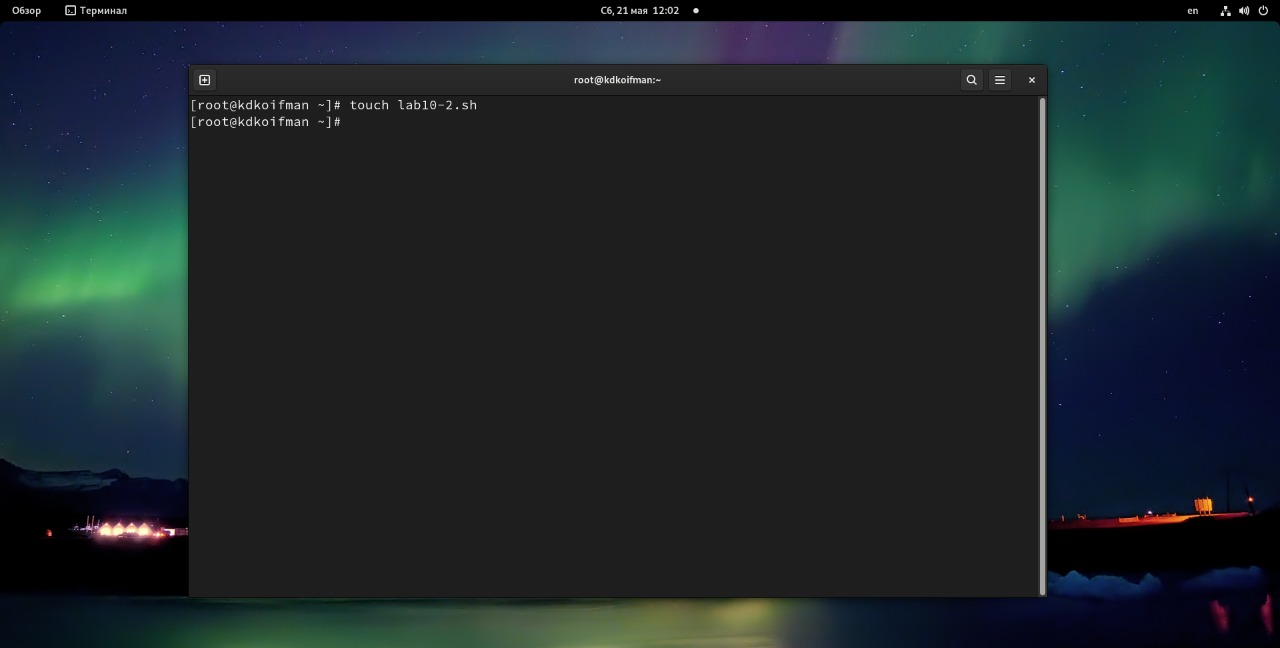 Обзор Терминал Сб, 21 мая 12:02 en
root@kdkoifman:~
[root@kdkoifman ~]# touch lab10-2.sh
[root@kdkoifman ~]#